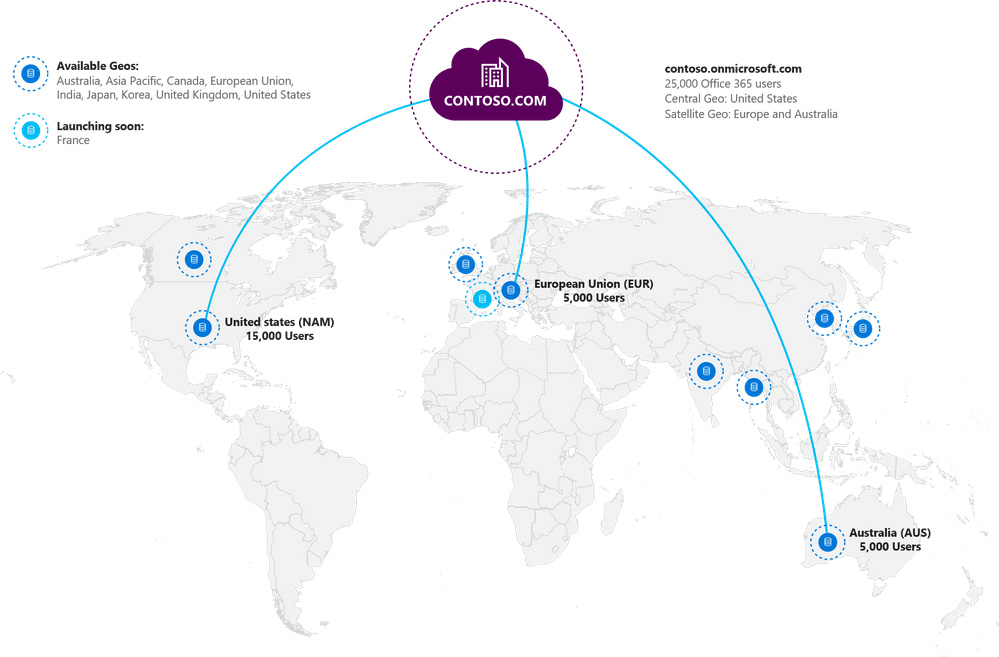 Available Geos:
Australia, Asia Pacific, Canada, European Union,
India, Japan, Korea, United Kingdom, United States
Launching soon:
France
CONTOSO.COM
contoso.onmicrosoft.com
25,000 Office 365 users
Central Geo: United States
Satellite Geo: Europe and Australia
European Union (EUR)
5,000 Users
United states (NAM)
15,000 Users
Australia (AUS)
5,000 Users